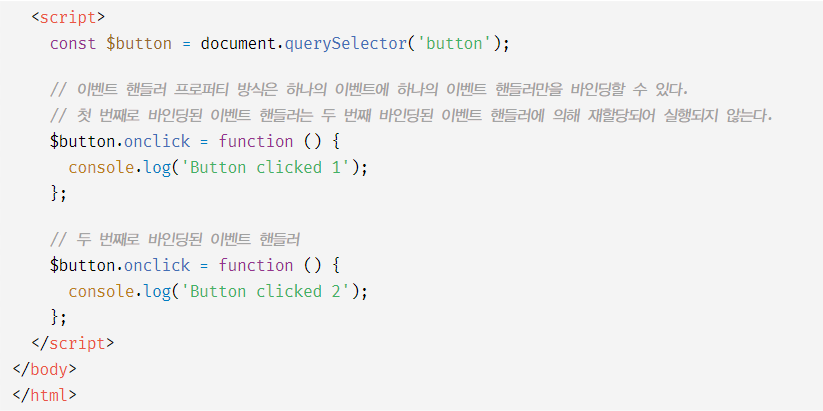 <script>
const $button = document.querySelector('button');
// 이벤트 핸들러 프로퍼티 방식은 하나의 이벤트에 하나의 이벤트 핸들러만을 바인딩할 수 있다.
// 첫 번째로 바인딩된 이벤트 핸들러는 두 번째 바인딩된 이벤트 핸들러에 의해 재할당되어 실행되지 않는다.
$button.onclick = function () {
console.log('Button clicked 1');
};
// 두 번째로 바인딩된 이벤트 핸들러
$button.onclick = function () {
console.log('Button clicked 2');
};
</script>
</body>
</html>